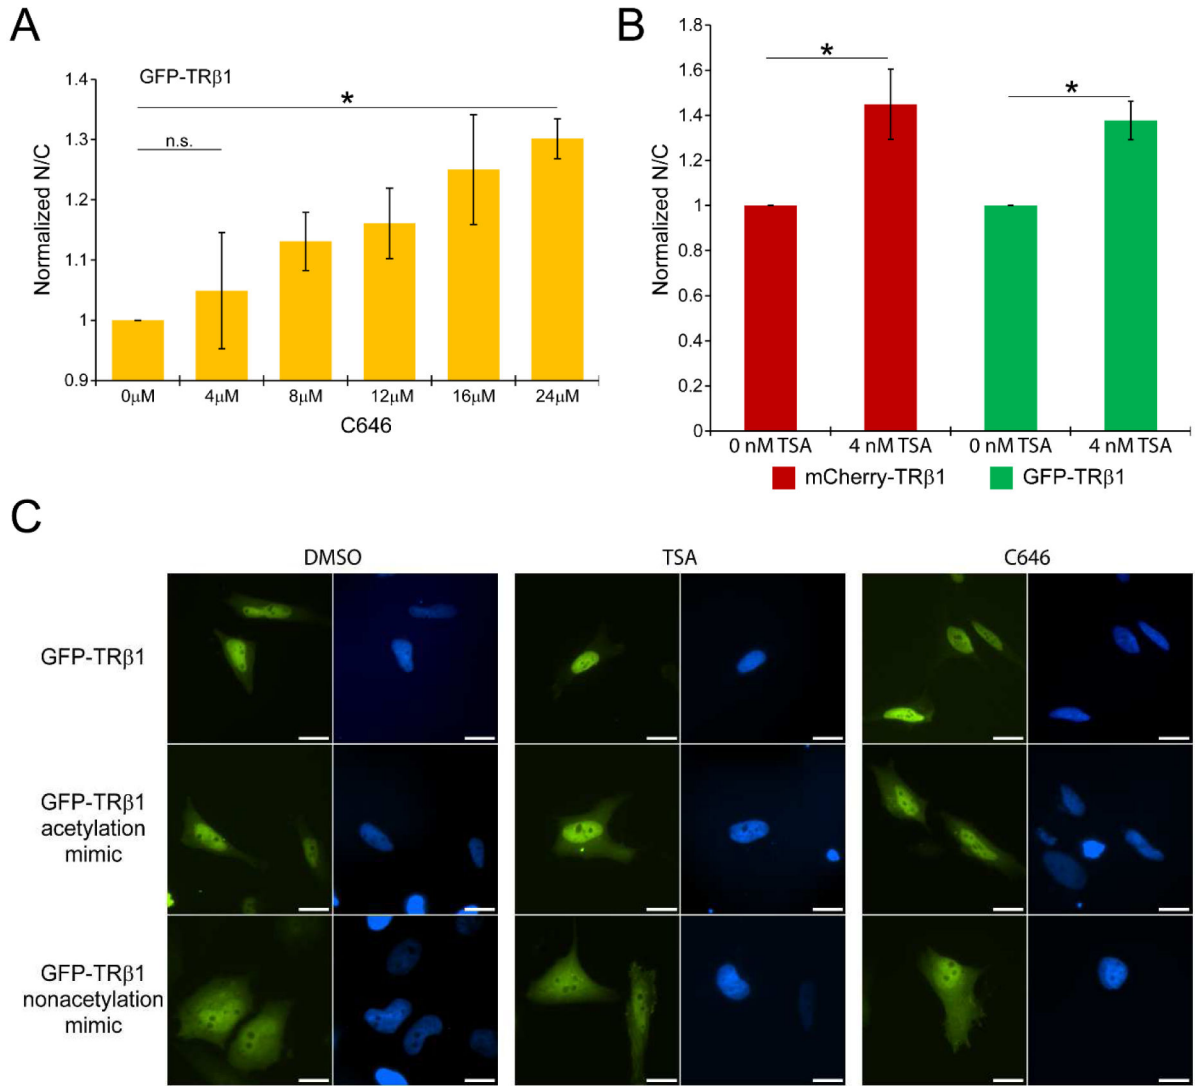 A
GFP-TRβ1
*
n.s.
1.4
1.3
1.2
1.1
1
0.9
Normalized N/C
0μM 4μM 8μM 12μM 16μM 24μM
C646
B
*
*
1.8
1.6
1.4
1.2
1
0.8
0.6
0.4
0.2
0
Normalized N/C
0 nM TSA 4 nM TSA 0 nM TSA 4 nM TSA
mCherry-TRβ1 GFP-TRβ1
C
DMSO TSA C646
GFP-TRβ1
GFP-TRβ1
acetylation
mimic
GFP-TRβ1
nonacetylation
mimic